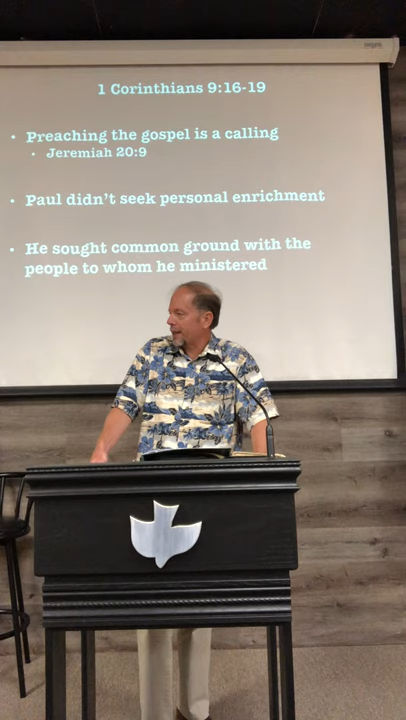 1 Corinthians 9:16-19
• Preaching the gospel is a calling
• Jeremiah 20:9
• Paul didn't seek personal enrichment
• He sought common ground with the
people to whom he ministered